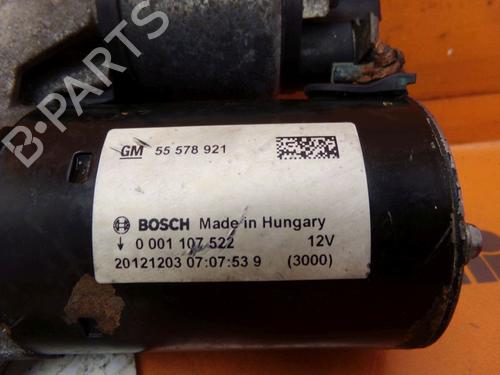 B-PARTS
GM 55 578 921
BOSCH Made in Hungary
0 001 107 522 12V
20121203 07:07:53 9 (3000)